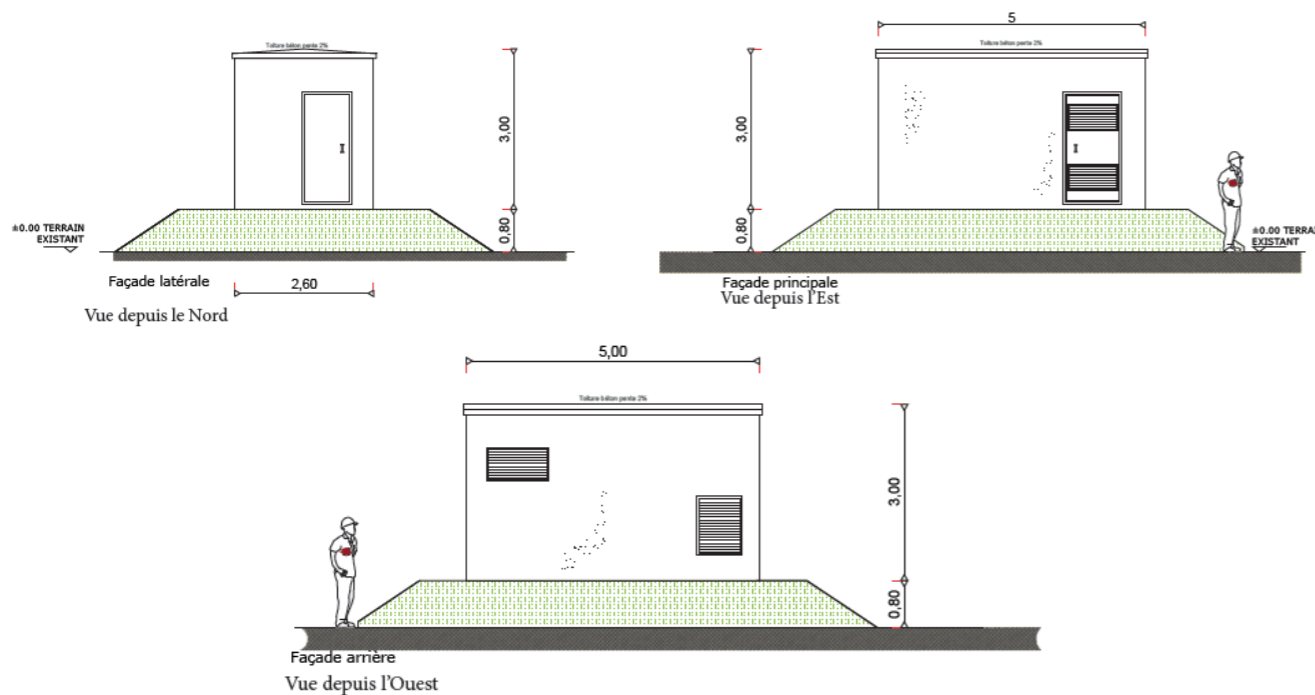 Toiture béton pente 2%
3,00
0,80
±0.00 TERRAIN
EXISTANT
Façade latérale
2,60
Vue depuis le Nord
5
Toiture béton pente 2%
3,00
0,80
±0.00 TERRAI
EXISTANT
Façade principale
Vue depuis l'Est
5,00
Toiture béton pente 2%
3,00
0,80
Façade arrière
Vue depuis l'Ouest